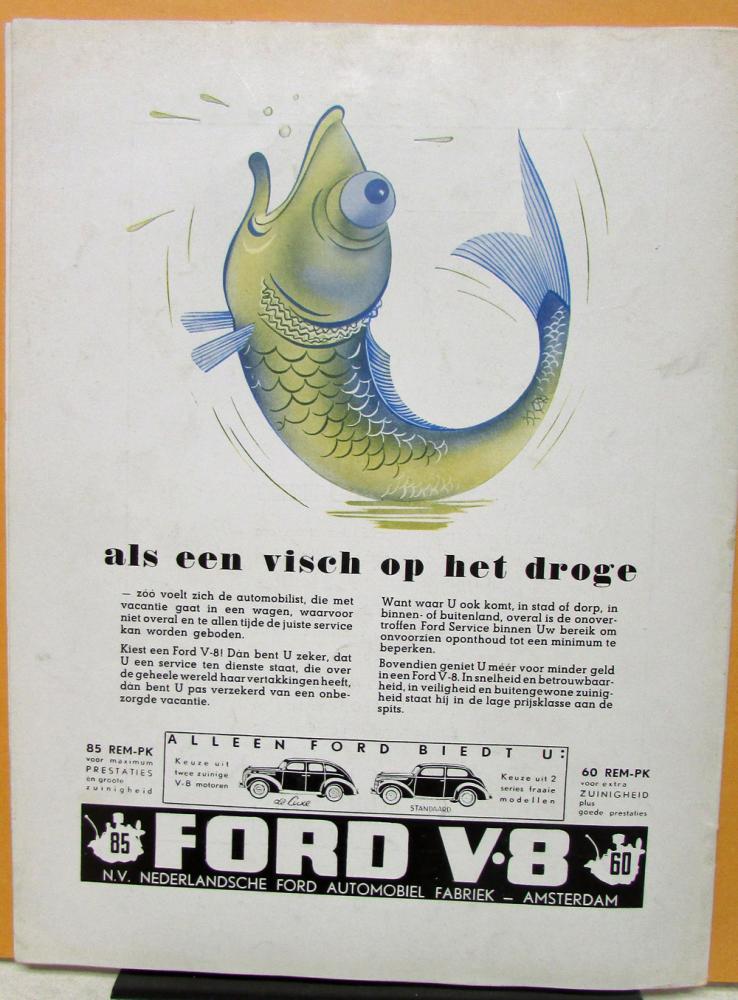 als een visch op het droge
— zóó voelt zich de automobilist, die met
vacantie gaat in een wagen, waarvoor
niet overal en te allen tijde de juiste service
kan worden geboden.
Kiest een Ford V-8! Dàn bent U zeker, dat
U een service ten dienste staat, die over
de geheele wereld haar vertakkingen heeft,
dàn bent U pas verzekerd van een onbe-
zorgde vacantie.
Want waar U ook komt, in stad of dorp, in
binnen- of buitenland, overal is de onover-
troffen Ford Service binnen Uw bereik om
onvoorzien oponthoud tot een minimum te
beperken.
Bovendien geniet U méér voor minder geld
in een Ford V-8. In snelheid en betrouwbaar-
heid, in veiligheid en buitengewone zuinig-
heid staat hij in de lage prijsklasse aan de
spits.
85 REM-PK
voor maximum
PRESTATIES
en groote
zuinigheid
ALLEEN FORD BIEDT U:
Keuze uit
twee zuinige
V-8 motoren
de Luxe
STANDAARD
Keuze uit 2
series fraaie
modellen
60 REM-PK
voor extra
ZUINIGHEID
plus
goede prestaties
85 FORD V·8 60
N.V. NEDERLANDSCHE FORD AUTOMOBIEL FABRIEK – AMSTERDAM